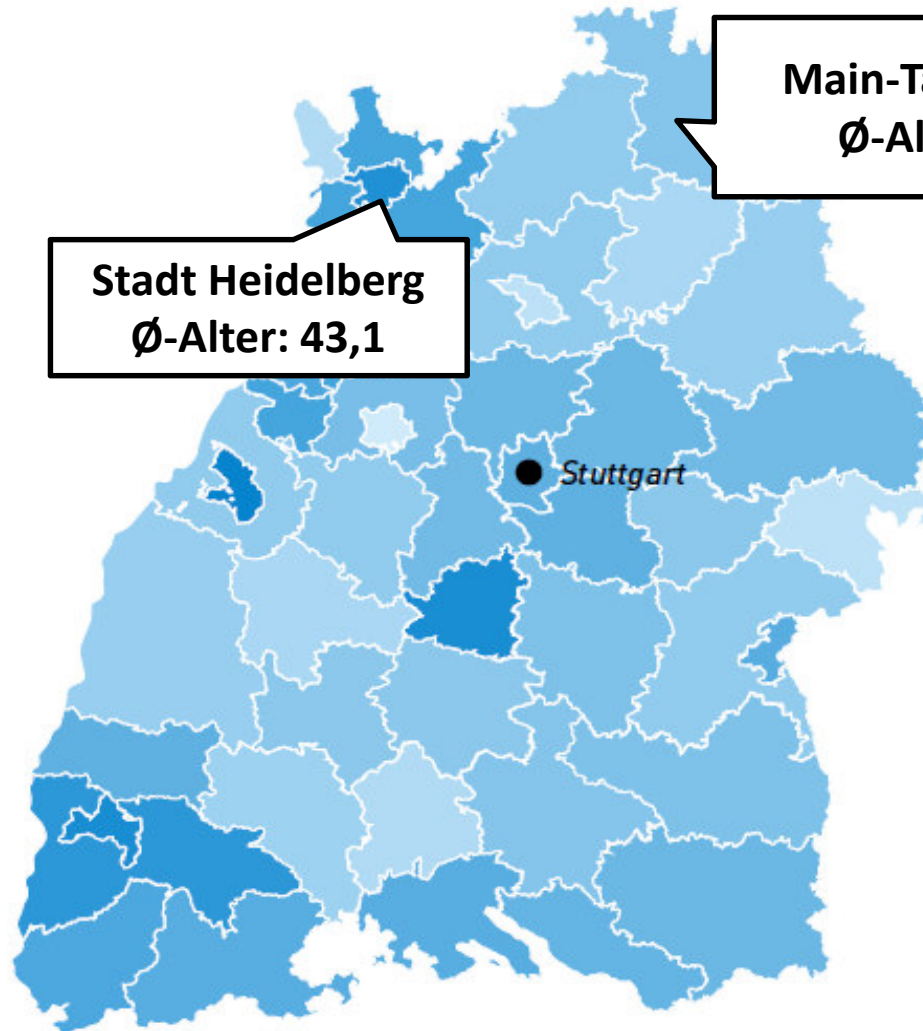 Main-Ta
Ø-Al
Stadt Heidelberg
Ø-Alter: 43,1
Stuttgart